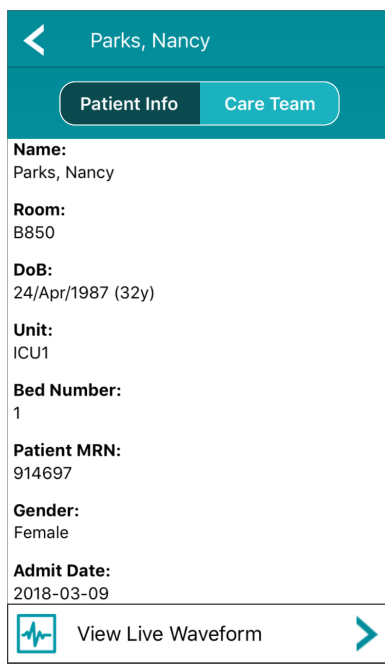 Parks, Nancy
Patient Info Care Team
Name:
Parks, Nancy
Room:
B850
DoB:
24/Apr/1987 (32y)
Unit:
ICU1
Bed Number:
1
Patient MRN:
914697
Gender:
Female
Admit Date:
2018-03-09
View Live Waveform